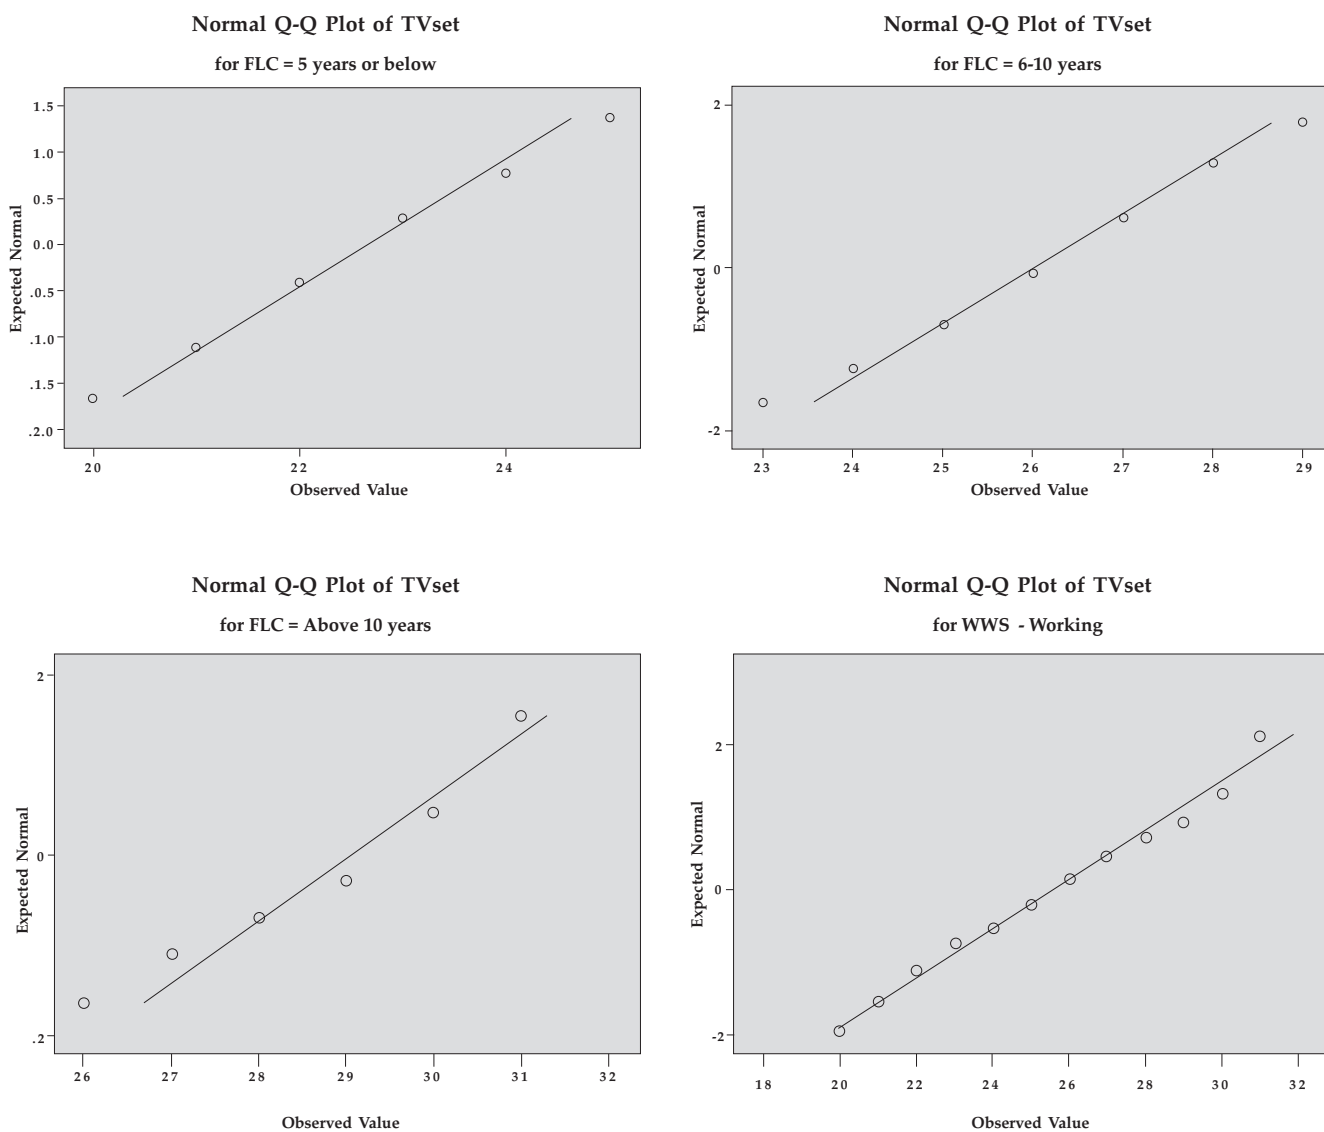 Normal Q-Q Plot of TVset
for FLC = 5 years or below
1.5
1.0
0.5
0.0
.0.5
.1.0
.1.5
.2.0
Expected Normal
20 22 24
Observed Value
Normal Q-Q Plot of TVset
for FLC = 6-10 years
2
0
-2
Expected Normal
23 24 25 26 27 28 29
Observed Value
Normal Q-Q Plot of TVset
for FLC = Above 10 years
2
0
.2
Expected Normal
26 27 28 29 30 31 32
Observed Value
Normal Q-Q Plot of TVset
for WWS - Working
2
0
-2
Expected Normal
18 20 22 24 26 28 30 32
Observed Value